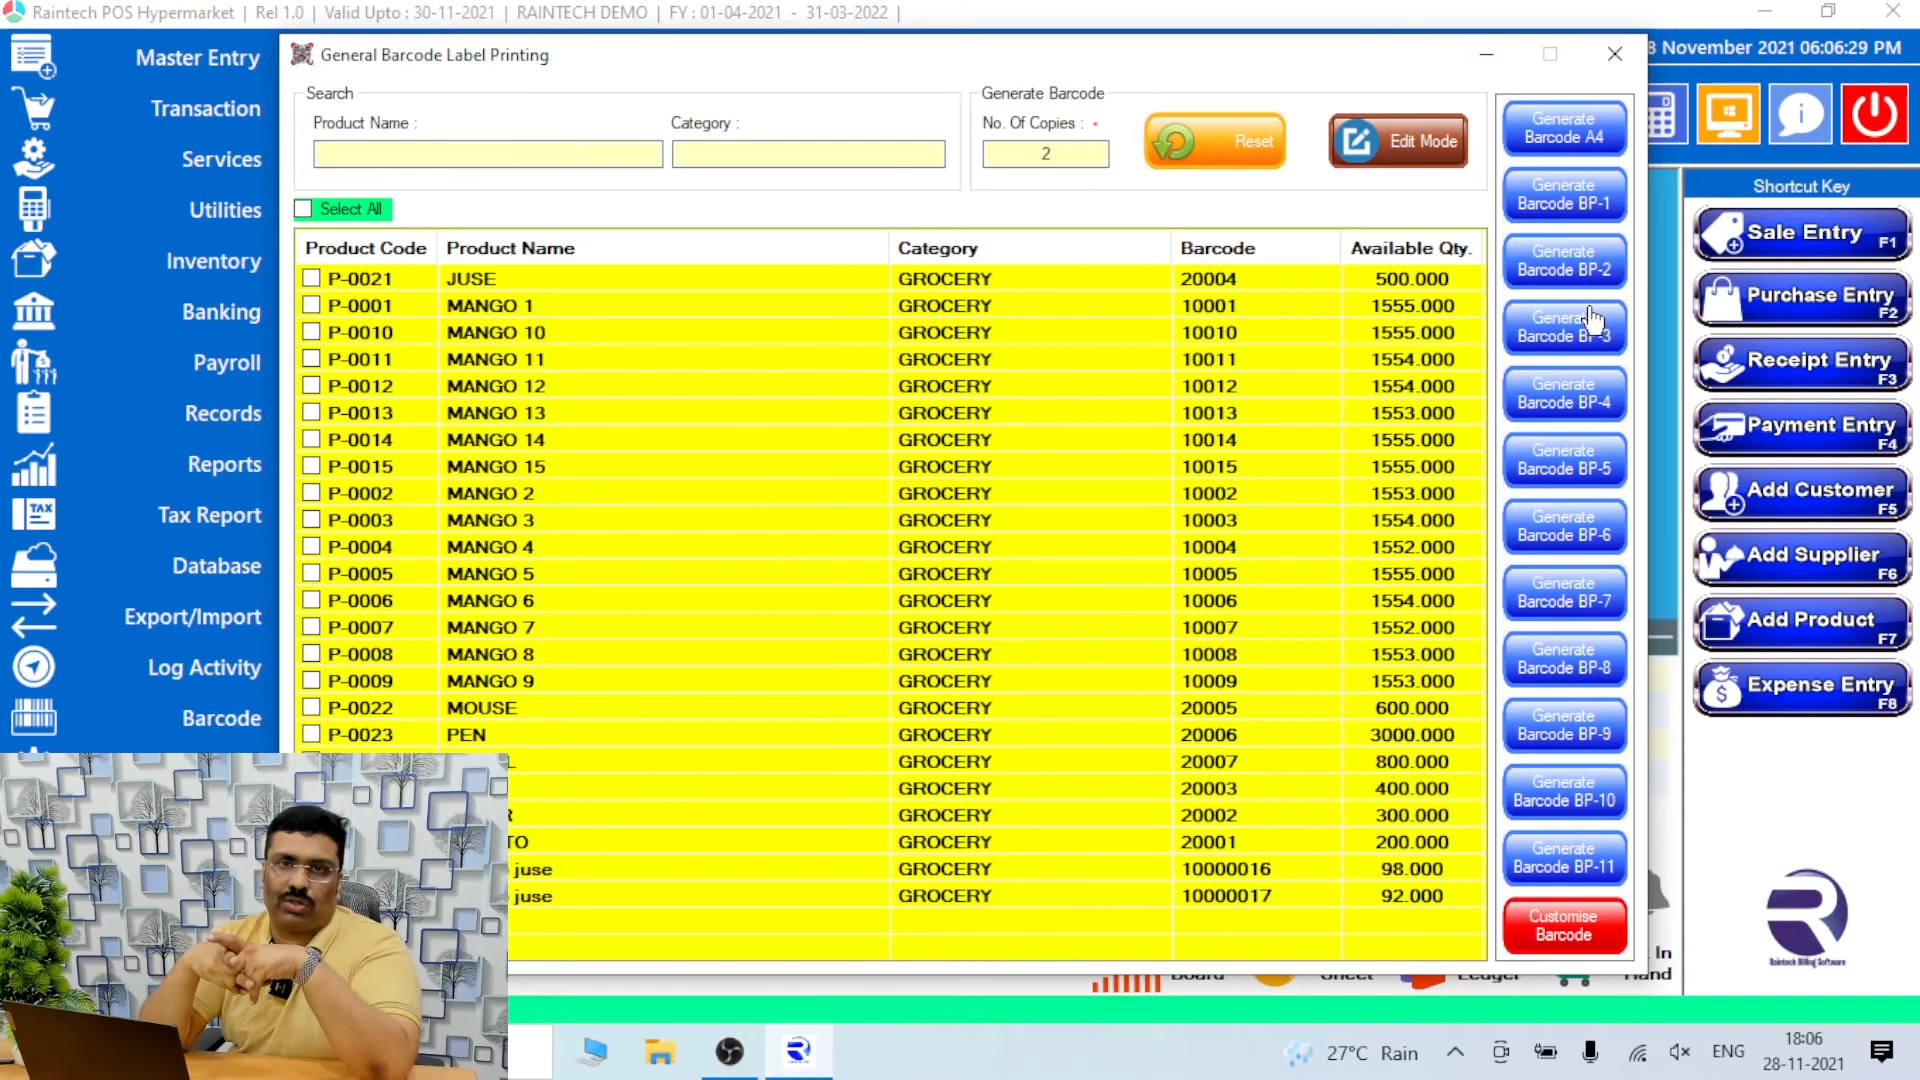 Raintech POS Hypermarket | Rel 1.0 | Valid Upto : 30-11-2021 | RAINTECH DEMO | FY : 01-04-2021 - 31-03-2022 |
8 November 2021 06:06:29 PM
Master Entry
Transaction
Services
Utilities
Inventory
Banking
Payroll
Records
Reports
TAX
Tax Report
Database
Export/Import
Log Activity
Barcode
General Barcode Label Printing
Search
Product Name :
Category :
Generate Barcode
No. Of Copies : *
2
Reset
Edit Mode
Select All
Product Code Product Name Category Barcode Available Qty.
P-0021 JUSE GROCERY 20004 500.000
P-0001 MANGO 1 GROCERY 10001 1555.000
P-0010 MANGO 10 GROCERY 10010 1555.000
P-0011 MANGO 11 GROCERY 10011 1554.000
P-0012 MANGO 12 GROCERY 10012 1554.000
P-0013 MANGO 13 GROCERY 10013 1553.000
P-0014 MANGO 14 GROCERY 10014 1555.000
P-0015 MANGO 15 GROCERY 10015 1555.000
P-0002 MANGO 2 GROCERY 10002 1553.000
P-0003 MANGO 3 GROCERY 10003 1554.000
P-0004 MANGO 4 GROCERY 10004 1552.000
P-0005 MANGO 5 GROCERY 10005 1555.000
P-0006 MANGO 6 GROCERY 10006 1554.000
P-0007 MANGO 7 GROCERY 10007 1552.000
P-0008 MANGO 8 GROCERY 10008 1553.000
P-0009 MANGO 9 GROCERY 10009 1553.000
P-0022 MOUSE GROCERY 20005 600.000
P-0023 PEN GROCERY 20006 3000.000
L GROCERY 20007 800.000
GROCERY 20003 400.000
R GROCERY 20002 300.000
TO GROCERY 20001 200.000
juse GROCERY 10000016 98.000
juse GROCERY 10000017 92.000
Generate
Barcode A4
Generate
Barcode BP-1
Generate
Barcode BP-2
Generate
Barcode BP-3
Generate
Barcode BP-4
Generate
Barcode BP-5
Generate
Barcode BP-6
Generate
Barcode BP-7
Generate
Barcode BP-8
Generate
Barcode BP-9
Generate
Barcode BP-10
Generate
Barcode BP-11
Customise
Barcode
Shortcut Key
Sale Entry F1
Purchase Entry F2
Receipt Entry F3
Payment Entry F4
Add Customer F5
Add Supplier F6
Add Product F7
Expense Entry F8
Raintech Billing Software
In
Board Sheet Ledger Hand
27°C Rain
ENG
18:06
28-11-2021